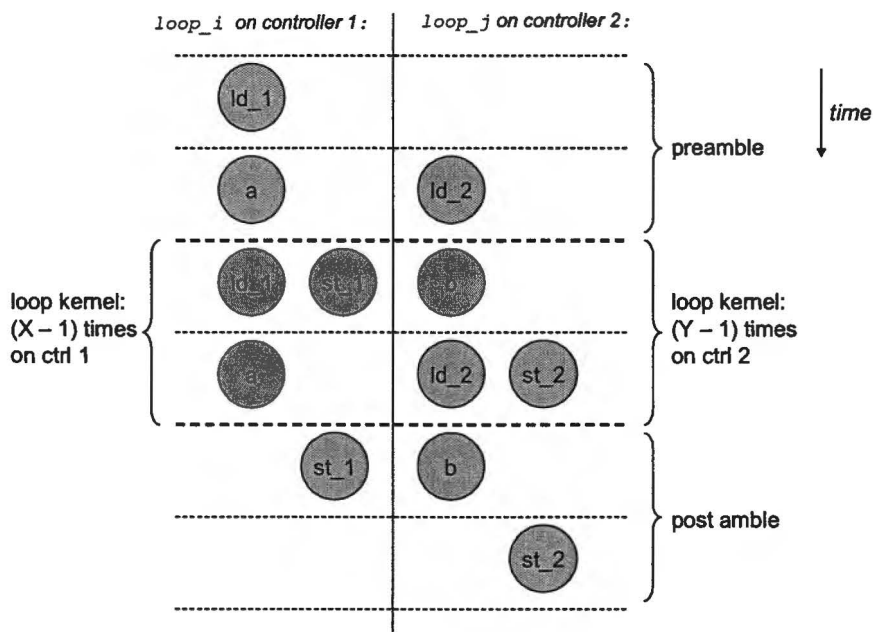 loop_i on controller 1:
loop_j on controller 2:
ld_1
time
preamble
a
ld_2
ld_1
st_1
b
loop kernel:
(X – 1) times
on ctrl 1
loop kernel:
(Y – 1) times
on ctrl 2
a
ld_2
st_2
st_1
b
post amble
st_2